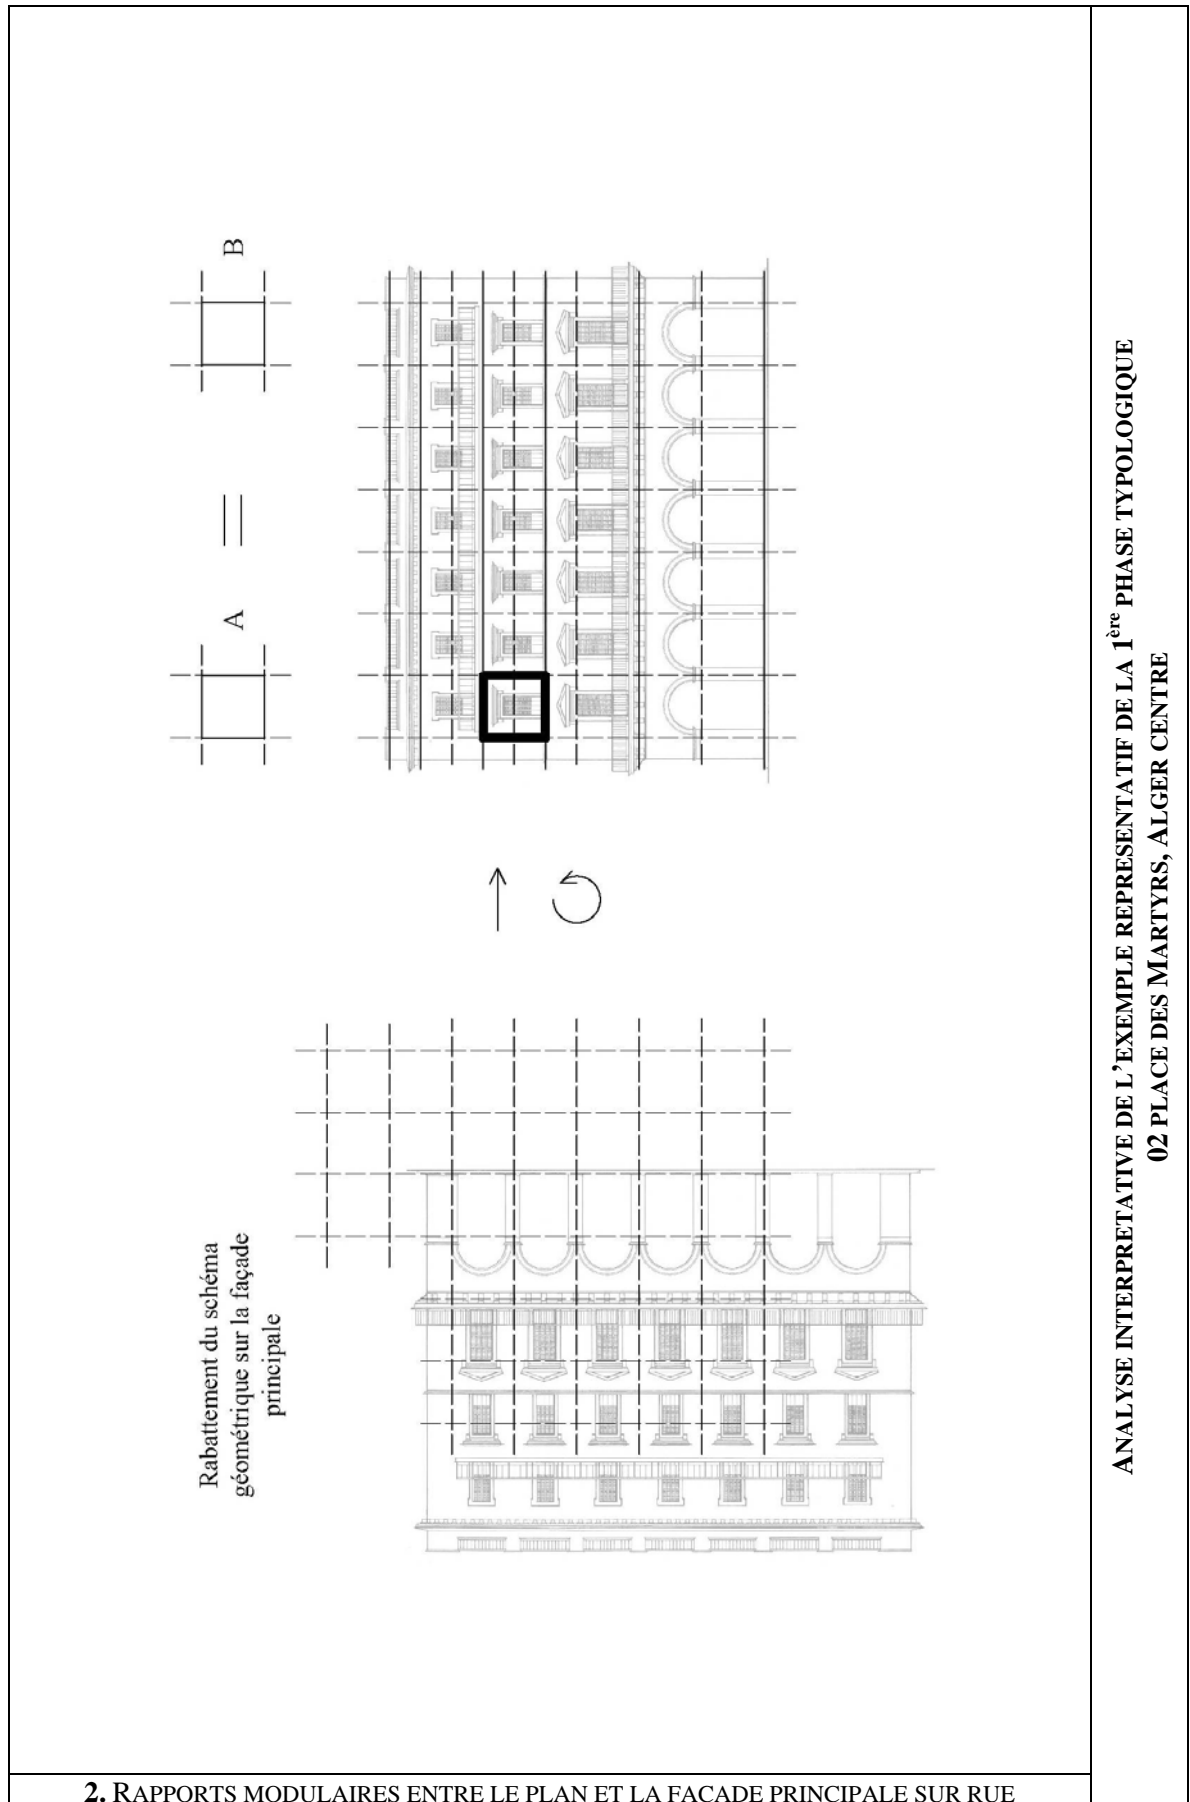 ANALYSE INTERPRETATIVE DE L'EXEMPLE REPRESENTATIF DE LA 1ère PHASE TYPOLOGIQUE
02 PLACE DES MARTYRS, ALGER CENTRE
Rabattement du schéma
géométrique sur la façade
principale
A
B
2. RAPPORTS MODULAIRES ENTRE LE PLAN ET LA FAÇADE PRINCIPALE SUR RUE